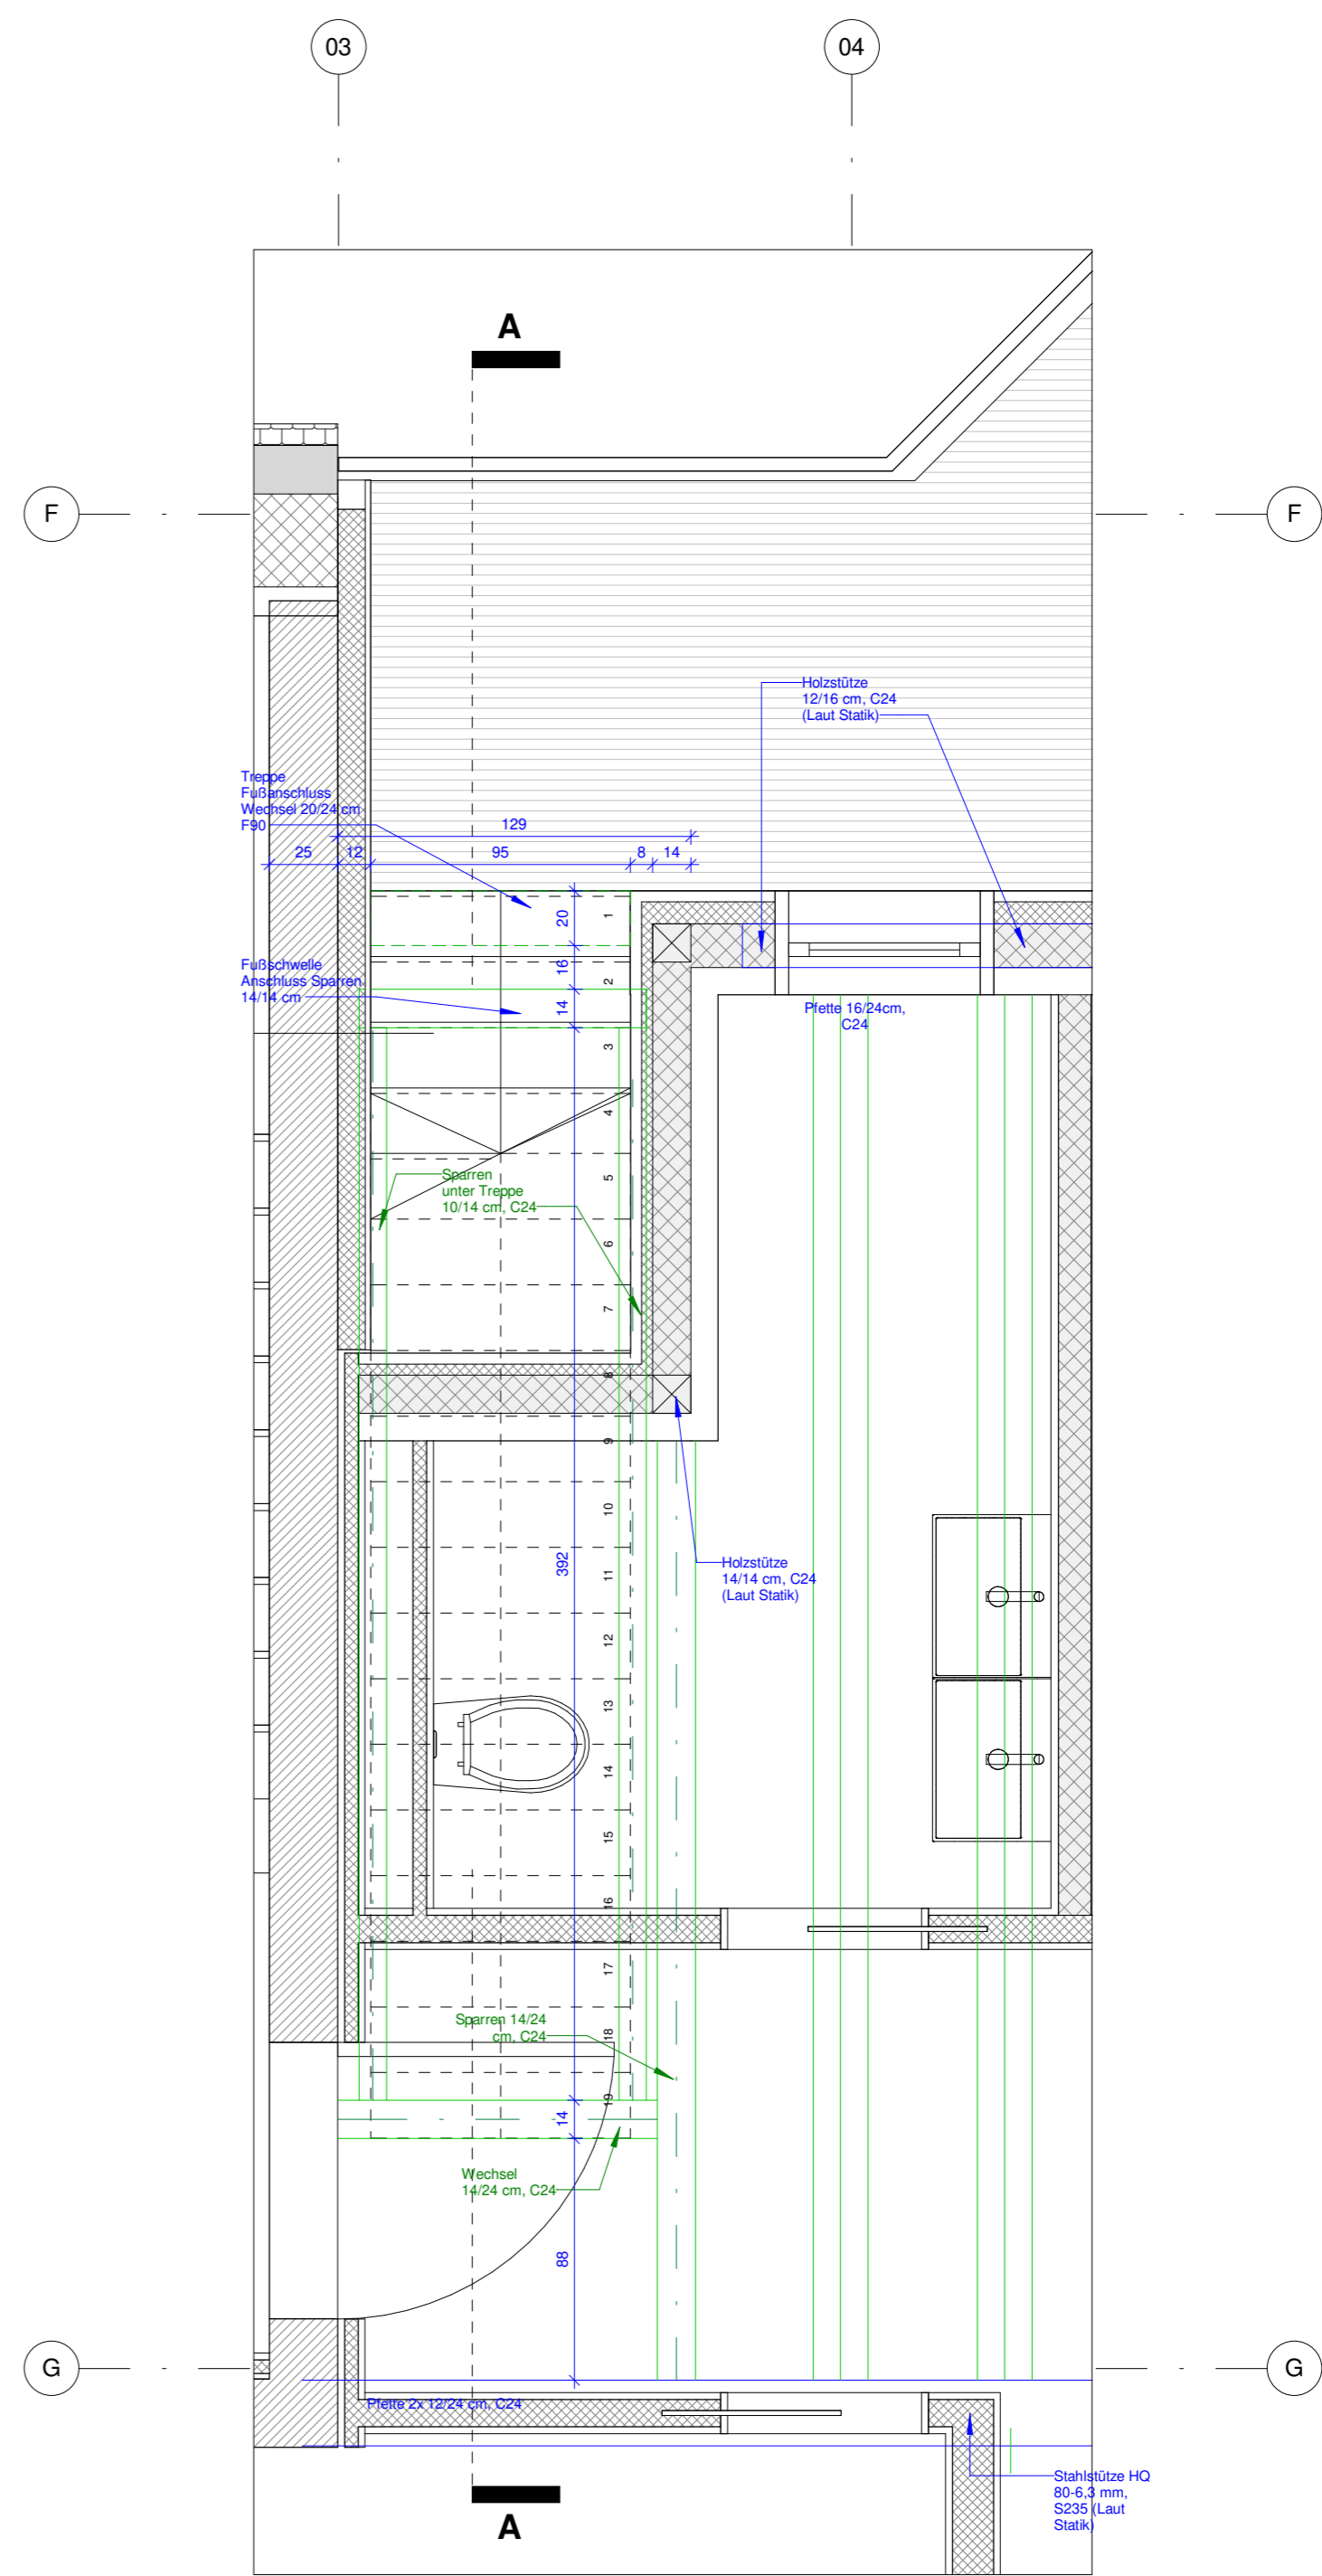 03
04
A
F
F
Holzstütze
12/16 cm, C24
(Laut Statik)
Treppe
Fußanschluss
Wechsel 20/24 cm
F90
129
25
12
95
8
14
20
1
Fußschwelle
Anschluss Sparren
14/14 cm
16
2
14
Pfette 16/24cm,
C24
3
4
Sparren
unter Treppe
10/14 cm, C24
5
6
7
8
9
10
392
11
Holzstütze
14/14 cm, C24
(Laut Statik)
12
13
14
15
16
17
Sparren 14/24
cm, C24
18
19
14
Wechsel
14/24 cm, C24
88
G
G
Pfette 2x 12/24 cm, C24
Stahlstütze HQ
80-6,3 mm,
S235 (Laut
Statik)
A